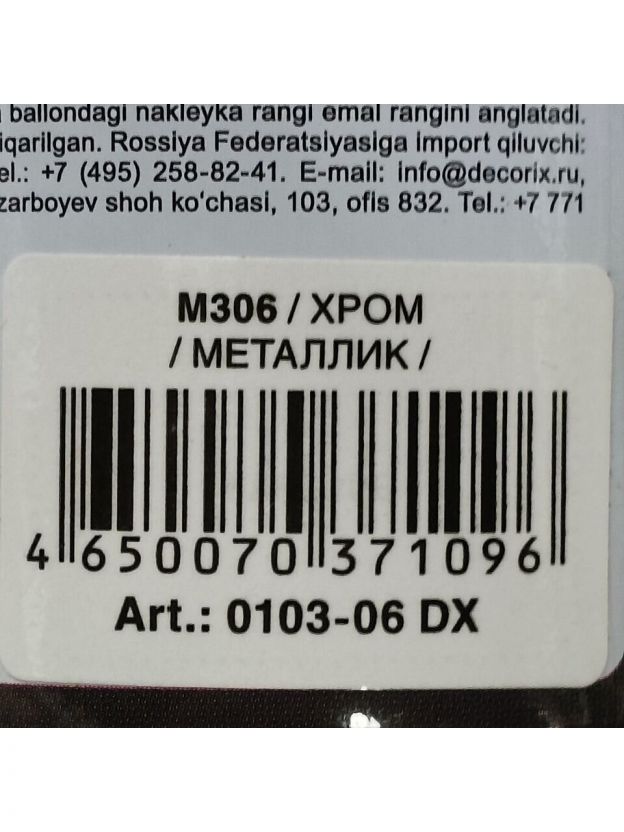 ballondagi nakleyka rangi emal rangini anglatadi.
iqarilgan. Rossiya Federatsiyasiga import qiluvchi:
el.: +7 (495) 258-82-41. E-mail: info@decorix.ru,
zarboyev shoh ko‘chasi, 103, ofis 832. Tel.: +7 771
М306 / ХРОМ
/ МЕТАЛЛИК /
4 650070 371096
Art.: 0103-06 DX